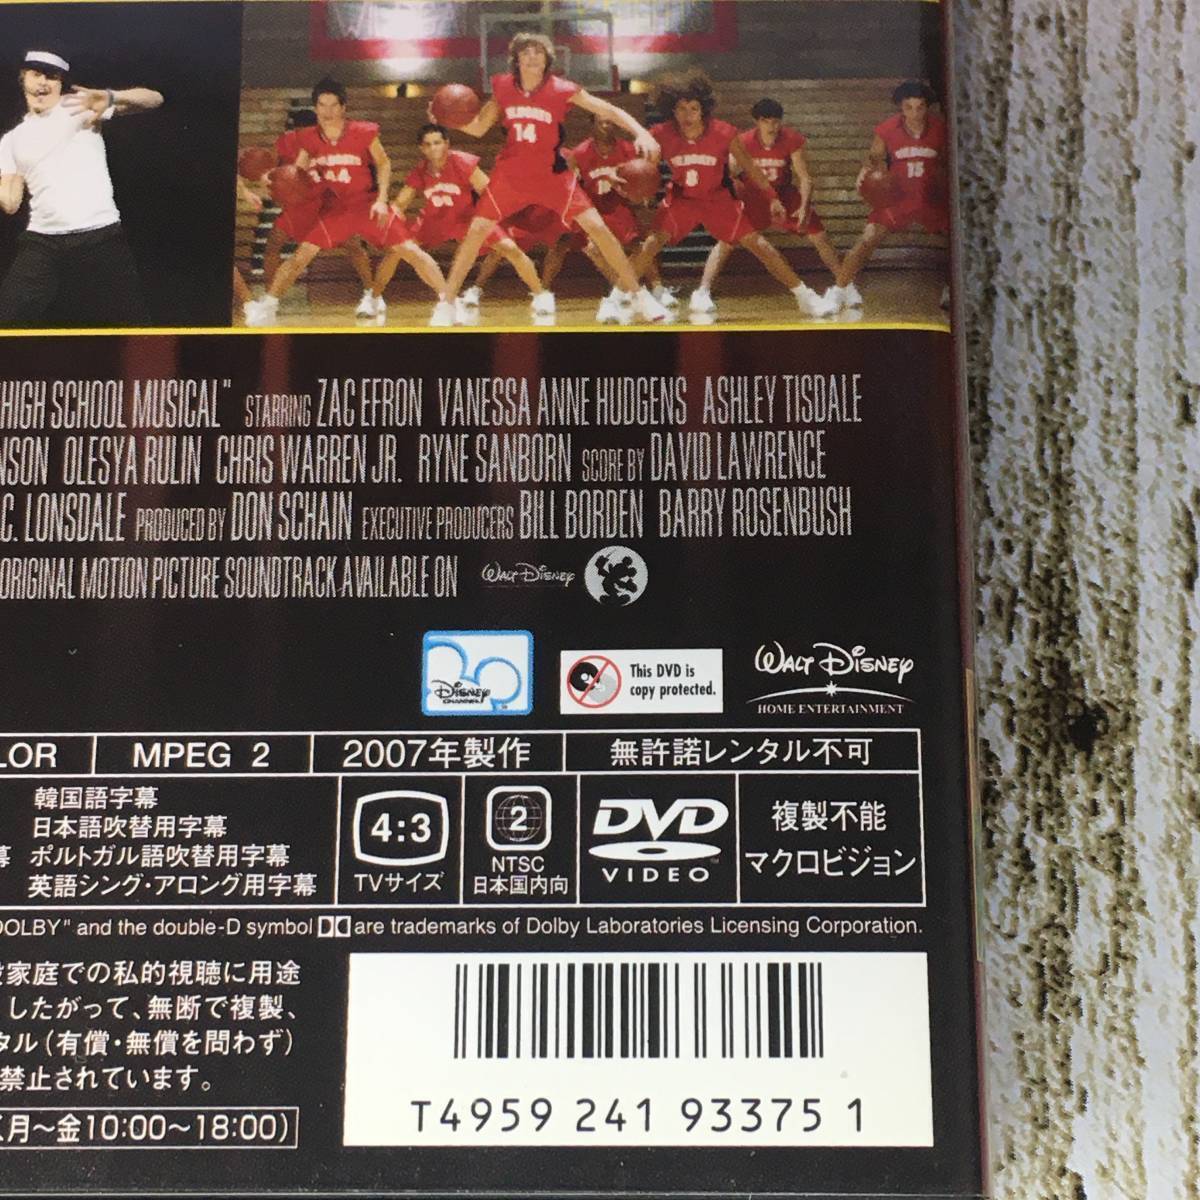 14
8
15
HIGH SCHOOL MUSICAL" STARRING ZAC EFRON VANESSA ANNE HUDGENS ASHLEY TISDALE
NSON OLESYA RULIN CHRIS WARREN JR. RYNE SANBORN SCORE BY DAVID LAWRENCE
C. LONSDALE PRODUCED BY DON SCHAIN EXECUTIVE PRODUCERS BILL BORDEN BARRY ROSENBUSH
ORIGINAL MOTION PICTURE SOUNDTRACK AVAILABLE ON WALT DISNEY
Disney
CHANNEL
This DVD is
copy protected.
WALT DISNEY
HOME ENTERTAINMENT
LOR MPEG 2 2007年製作 無許諾レンタル不可
韓国語字幕
日本語吹替用字幕
幕 ポルトガル語吹替用字幕
英語シング・アロング用字幕
4:3
TVサイズ
2
NTSC
日本国内向
DVD
VIDEO
複製不能
マクロビジョン
DOLBY" and the double-D symbol are trademarks of Dolby Laboratories Licensing Corporation.
家庭での私的視聴に用途
したがって、無断で複製、
タル(有償・無償を問わず)
禁止されています。
(月〜金10:00〜18:00)
T4959 241 93375 1